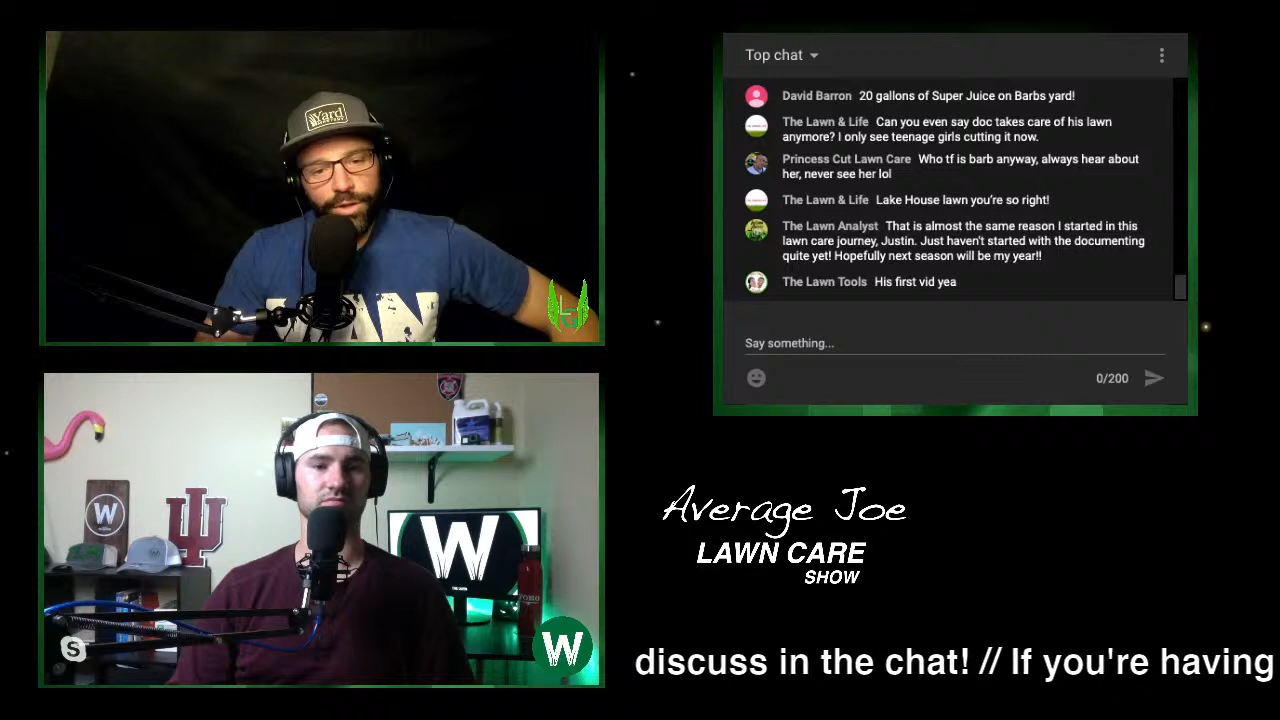 Yard
LG
W
W
THE LAWN
W
S
Top chat
David Barron 20 gallons of Super Juice on Barbs yard!
The Lawn & Life Can you even say doc takes care of his lawn
anymore? I only see teenage girls cutting it now.
Princess Cut Lawn Care Who tf is barb anyway, always hear about
her, never see her lol
The Lawn & Life Lake House lawn you’re so right!
The Lawn Analyst That is almost the same reason I started in this
lawn care journey, Justin. Just haven't started with the documenting
quite yet! Hopefully next season will be my year!!
The Lawn Tools His first vid yea
Say something...
0/200
Average Joe
LAWN CARE
SHOW
discuss in the chat! // If you're having